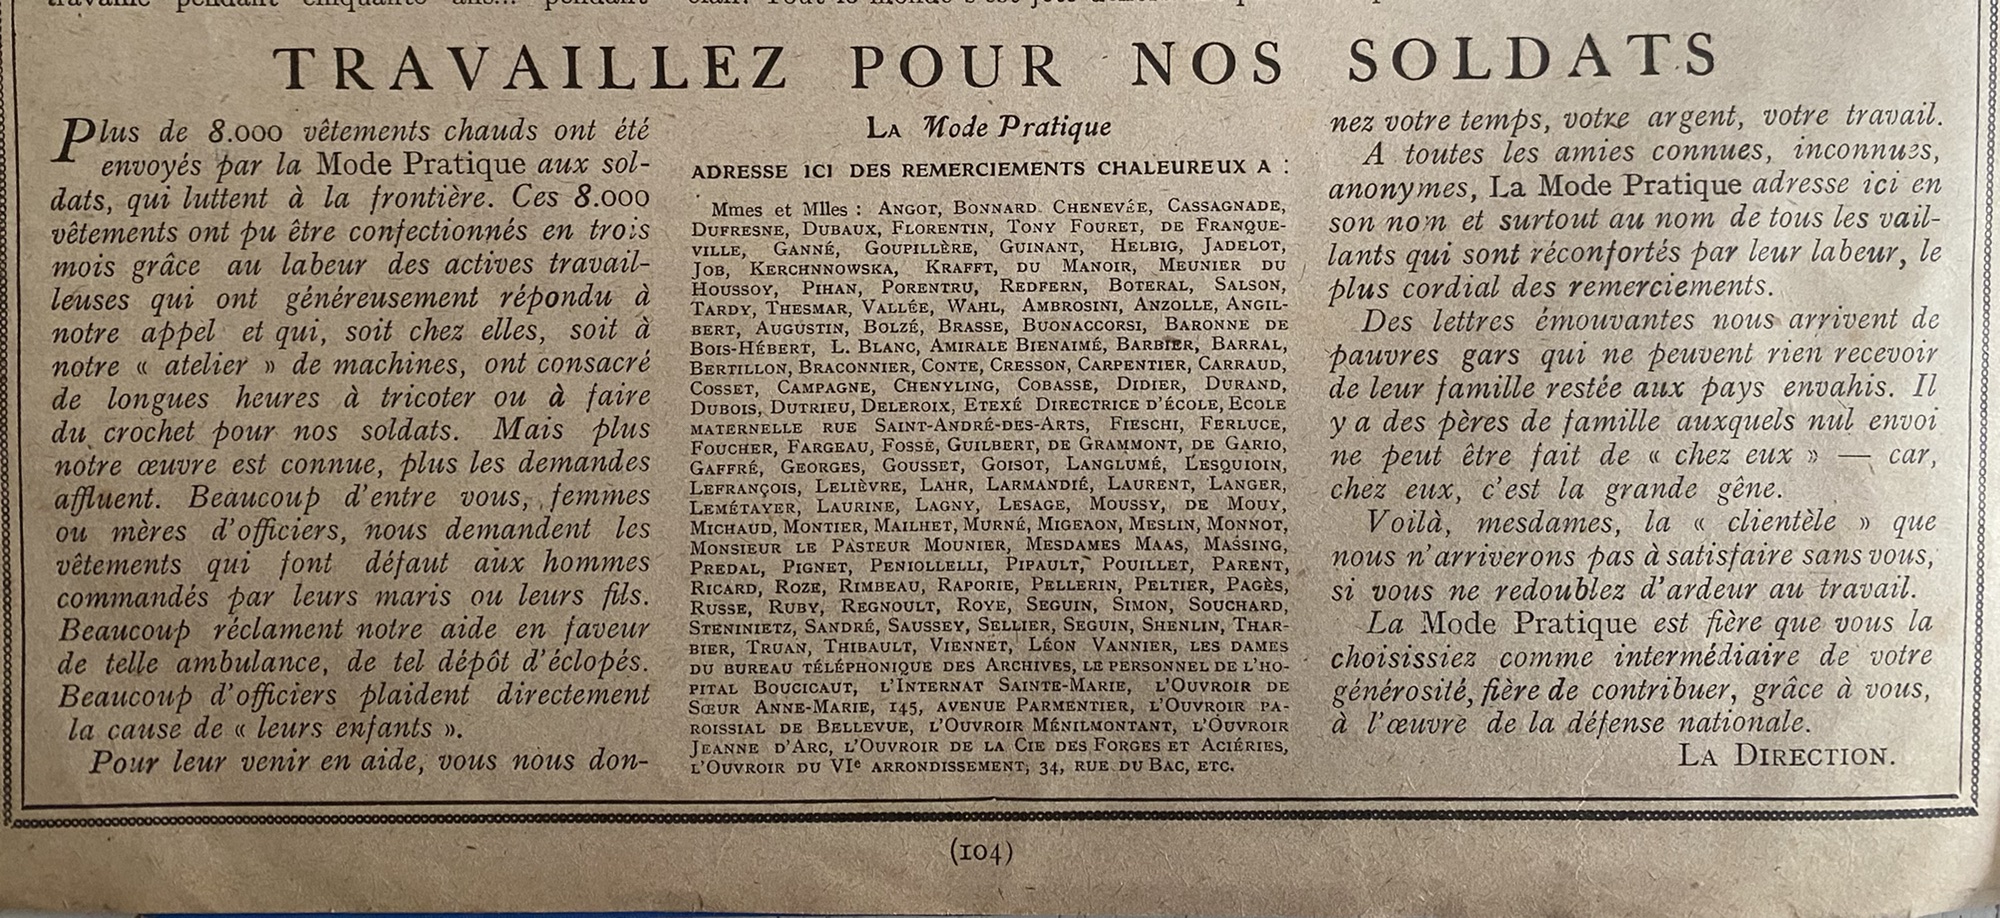 TRAVAILLEZ POUR NOS SOLDATS
Plus de 8.000 vêtements chauds ont été
envoyés par la Mode Pratique aux sol-
dats, qui luttent à la frontière. Ces 8.000
vêtements ont pu être confectionnés en trois
mois grâce au labeur des actives travail-
leuses qui ont généreusement répondu à
notre appel et qui, soit chez elles, soit à
notre « atelier » de machines, ont consacré
de longues heures à tricoter ou à faire
du crochet pour nos soldats. Mais plus
notre œuvre est connue, plus les demandes
affluent. Beaucoup d'entre vous, femmes
ou mères d'officiers, nous demandent les
vêtements qui font défaut aux hommes
commandés par leurs maris ou leurs fils.
Beaucoup réclament notre aide en faveur
de telle ambulance, de tel dépôt d'éclopés.
Beaucoup d'officiers plaident directement
la cause de « leurs enfants ».
Pour leur venir en aide, vous nous don-
LA Mode Pratique
ADRESSE ICI DES REMERCIEMENTS CHALEUREUX A :
Mmes et Mlles : ANGOT, BONNARD. CHENEVÉE, CASSAGNADE,
DUFRESNE, DUBAUX, FLORENTIN, TONY FOURET, DE FRANQUE-
VILLE, GANNÉ, GOUPILLÈRE, GUINANT, HELBIG, JADELOT,
JOB, KERCHNNOWSKA, KRAFFT, DU MANOIR, MEUNIER DU
HOUSSOY, PIHAN, PORENTRU, REDFERN, BOTERAL, SALSON,
TARDY, THESMAR, VALLÉE, WAHL, AMBROSINI, ANZOLLE, ANGIL-
BERT, AUGUSTIN, BOLZÉ, BRASSE, BUONACCORSI, BARONNE DE
BOIS-HÉBERT, L. BLANC, AMIRALE BIENAIMÉ, BARBIER, BARRAL,
BERTILLON, BRACONNIER, CONTE, CRESSON, CARPENTIER, CARRAUD,
COSSET, CAMPAGNE, CHENYLING, COBASSE, DIDIER, DURAND,
DUBOIS, DUTRIEU, DELEROIX, ETEXÉ DIRECTRICE D'ÉCOLE, ECOLE
MATERNELLE RUE SAINT-ANDRÉ-DES-ARTS, FIESCHI, FERLUCE,
FOUCHER, FARGEAU, FOSSE, GUILBERT, DE GRAMMONT, DE GARIO,
GAFFRÉ, GEORGES, GOUSSET, GOISOT, LANGLUMÉ, LESQUIOIN,
LEFRANÇOIS, LELIÈVRE, LAHR, LARMANDIÉ, LAURENT, LANGER,
LEMÉTAYER, LAURINE, LAGNY, LESAGE, MOUSSY, DE MOUY,
MICHAUD, MONTIER, MAILHET, MURNÉ, MIGEAON, MESLIN, MONNOT,
MONSIEUR LE PASTEUR MOUNIER, MESDAMES MAAS, MASSING,
PREDAL, PIGNET, PENIOLLELLI, PIPAULT, POUILLET, PARENT,
RICARD, ROZE, RIMBEAU, RAPORIE, PELLERIN, PELTIER, PAGÈS,
RUSSE, RUBY, REGNOULT, ROYE, SEGUIN, SIMON, SOUCHARD,
STENINIETZ, SANDRÉ, SAUSSEY, SELLIER, SEGUIN, SHENLIN, THAR-
BIER, TRUAN, THIBAULT, VIENNET, LÉON VANNIER, LES DAMES
DU BUREAU TÉLÉPHONIQUE DES ARCHIVES, LE PERSONNEL DE L'HO-
PITAL BOUCICAUT, L'INTERNAT SAINTE-MARIE, L'OUVROIR DE
SŒUR ANNE-MARIE, 145, AVENUE PARMENTIER, L'OUVROIR PA-
ROISSIAL DE BELLEVUE, L'OUVROIR MÉNILMONTANT, L'OUVROIR
JEANNE D'ARC, L'OUVROIR DE LA CIE DES FORGES ET ACIÉRIES,
L'OUVROIR DU VIe ARRONDISSEMENT, 34, RUE DU BAC, ETC.
nez votre temps, votre argent, votre travail.
A toutes les amies connues, inconnues,
anonymes, La Mode Pratique adresse ici en
son nom et surtout au nom de tous les vail-
lants qui sont réconfortés par leur labeur, le
plus cordial des remerciements.
Des lettres émouvantes nous arrivent de
pauvres gars qui ne peuvent rien recevoir
de leur famille restée aux pays envahis. Il
y a des pères de famille auxquels nul envoi
ne peut être fait de « chez eux » — car,
chez eux, c'est la grande gêne.
Voilà, mesdames, la « clientèle » que
nous n'arriverons pas à satisfaire sans vous,
si vous ne redoublez d'ardeur au travail.
La Mode Pratique est fière que vous la
choisissiez comme intermédiaire de votre
générosité, fière de contribuer, grâce à vous,
à l'œuvre de la défense nationale.
LA DIRECTION.
(104)